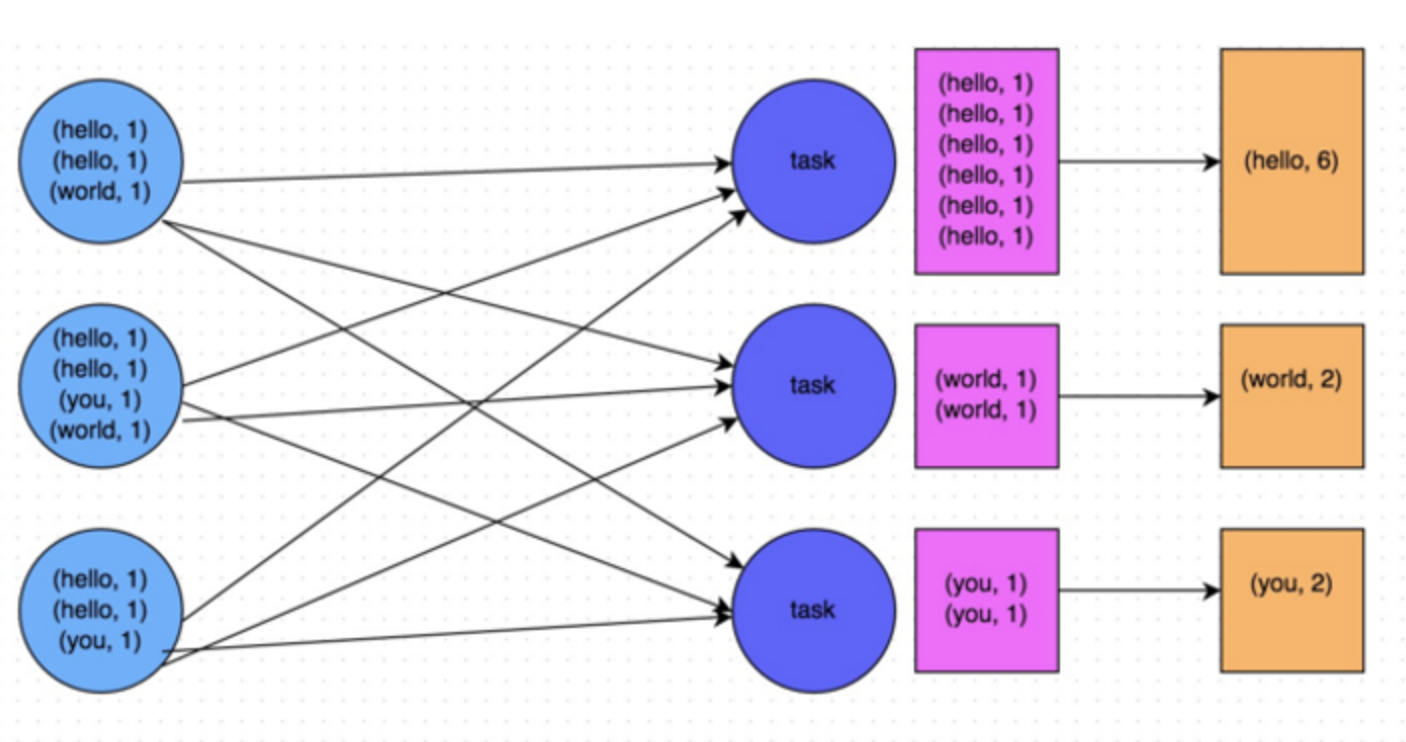 (hello, 1)
(hello, 1)
(world, 1)
task
(hello, 1)
(hello, 1)
(hello, 1)
(hello, 1)
(hello, 1)
(hello, 1)
(hello, 6)
(hello, 1)
(hello, 1)
(you, 1)
(world, 1)
task
(world, 1)
(world, 1)
(world, 2)
(hello, 1)
(hello, 1)
(you, 1)
task
(you, 1)
(you, 1)
(you, 2)